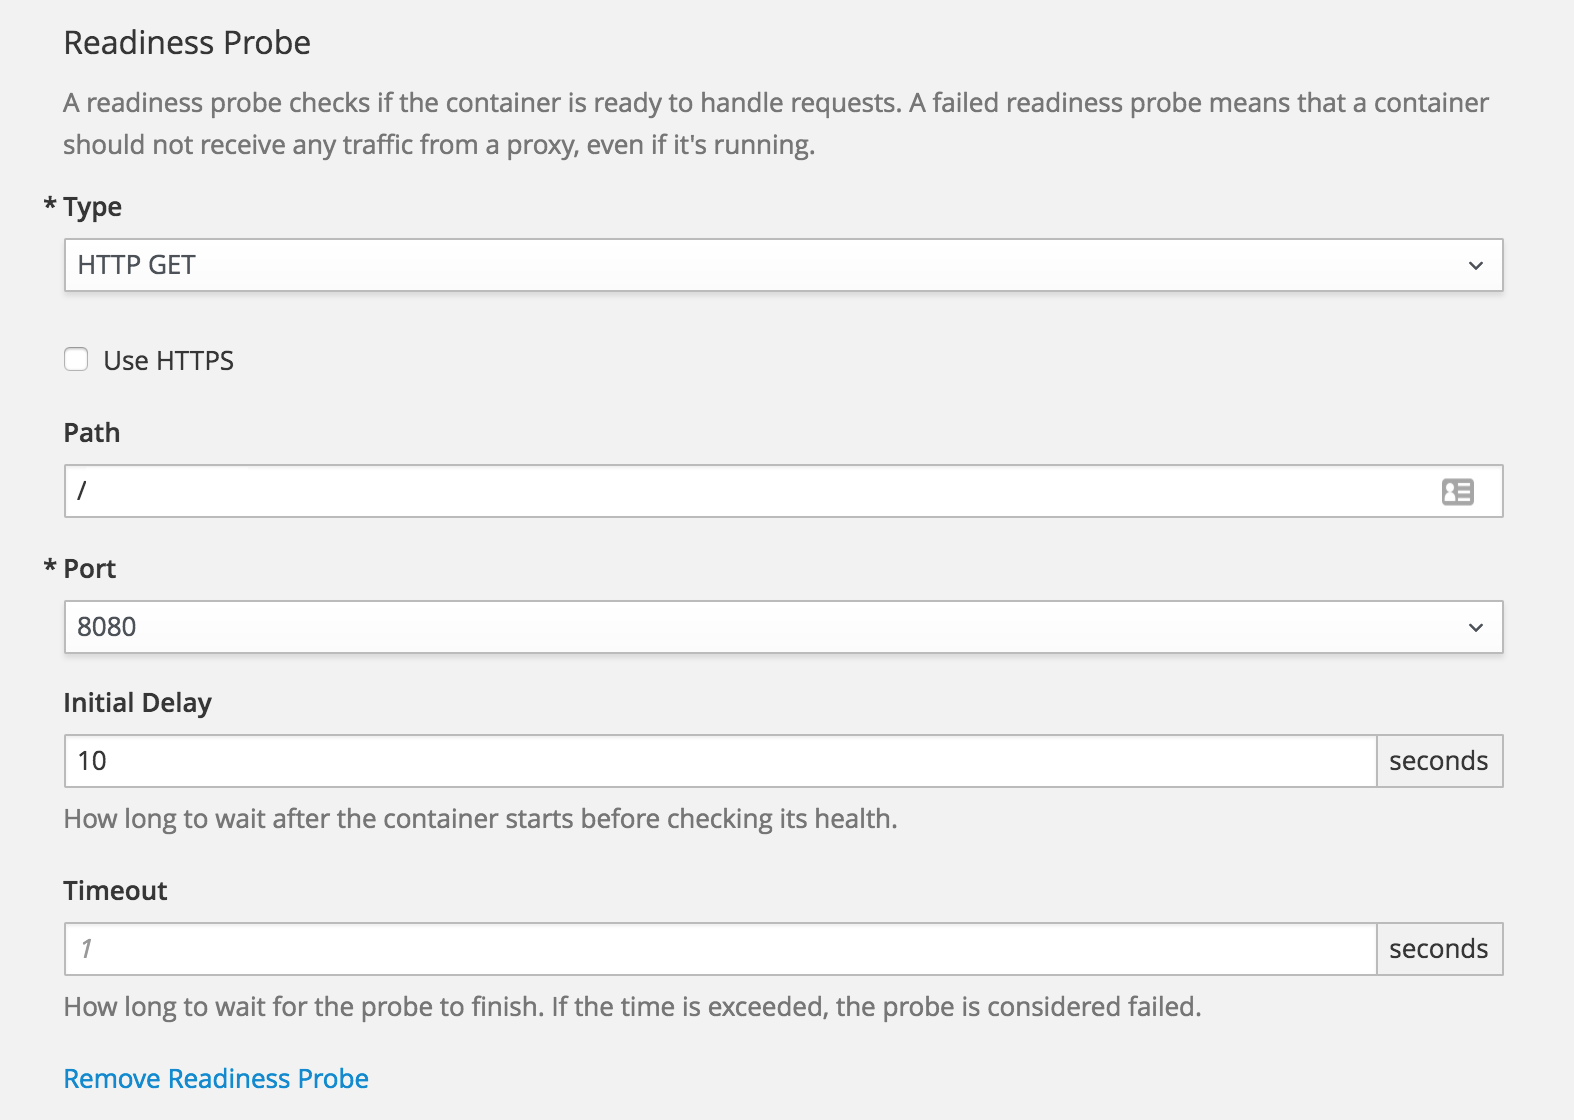 Readiness Probe
A readiness probe checks if the container is ready to handle requests. A failed readiness probe means that a container
should not receive any traffic from a proxy, even if it's running.
* Type
HTTP GET
Use HTTPS
Path
/
* Port
8080
Initial Delay
10 seconds
How long to wait after the container starts before checking its health.
Timeout
1 seconds
How long to wait for the probe to finish. If the time is exceeded, the probe is considered failed.
Remove Readiness Probe